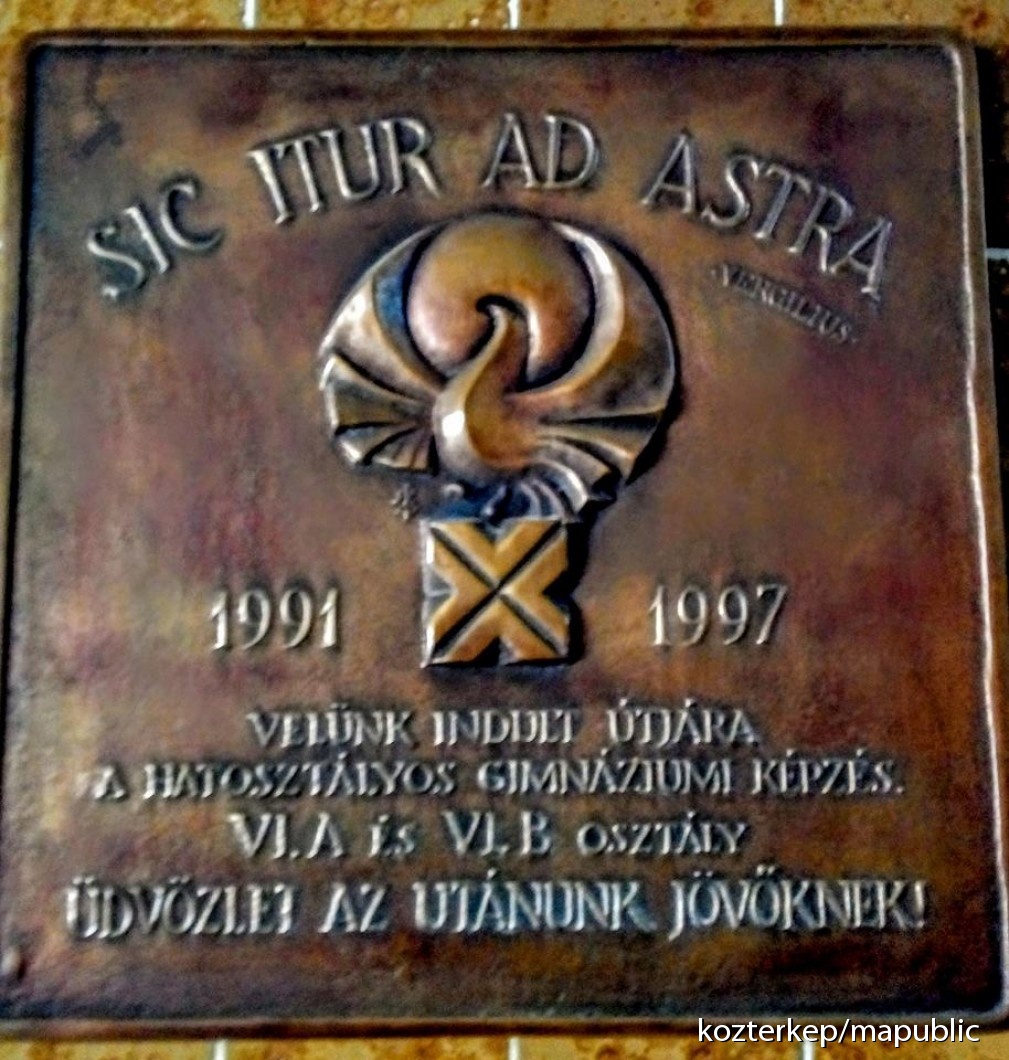 SIC ITUR AD ASTRA
·VERGILIUS·
1991 1997
VELÜNK INDULT ÚTJÁRA
A HATOSZTÁLYOS GIMNÁZIUMI KÉPZÉS.
VI.A ÉS VI.B OSZTÁLY
ÜDVÖZLET AZ UTÁNUNK JÖVŐKNEK!
kozterkep/mapublic